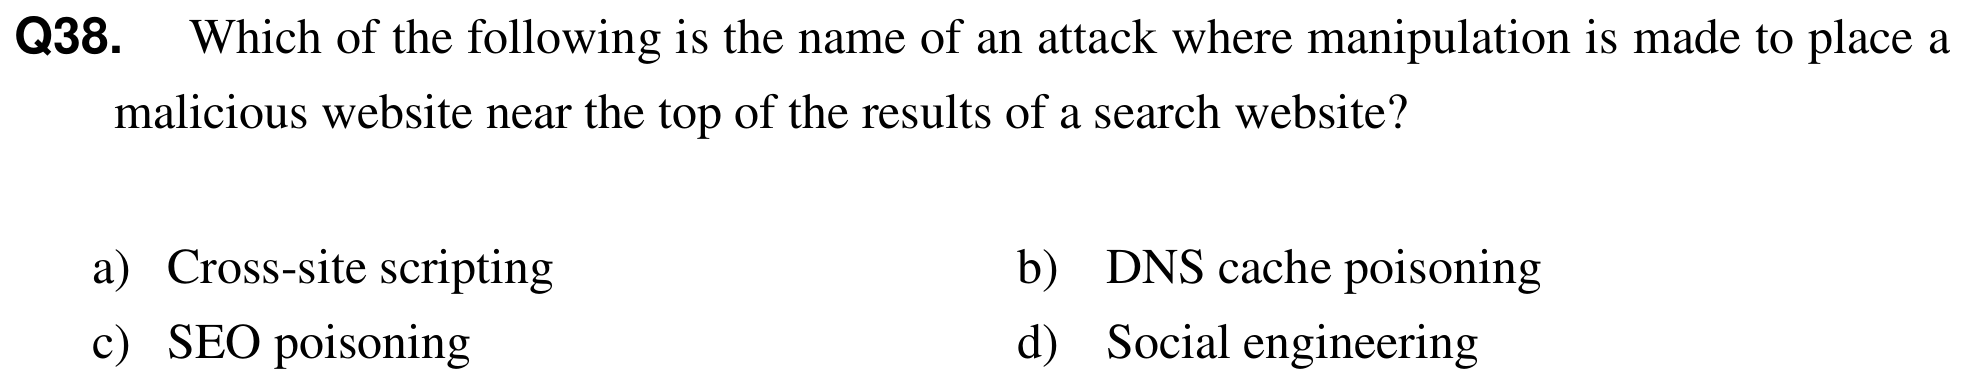 Q38. Which of the following is the name of an attack where manipulation is made to place a
malicious website near the top of the results of a search website?
a) Cross-site scripting b) DNS cache poisoning
c) SEO poisoning d) Social engineering